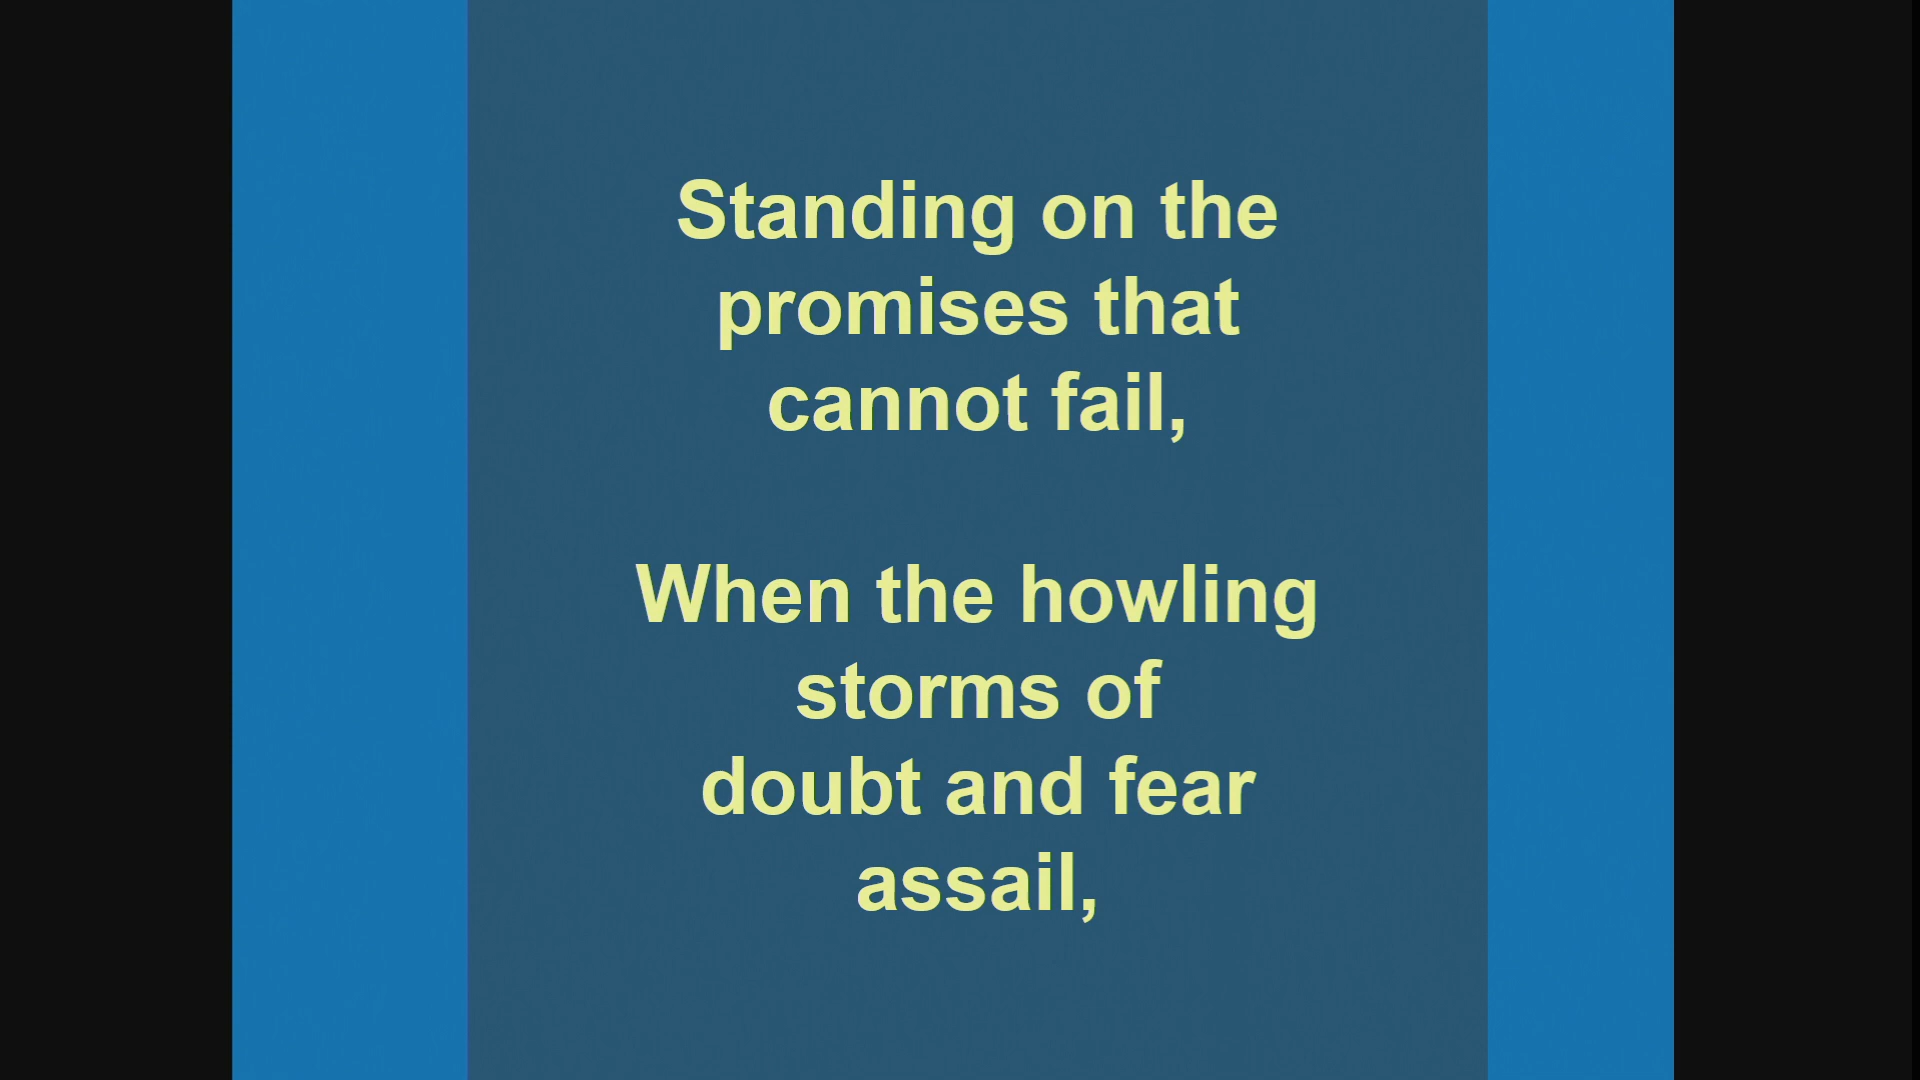 Standing on the
promises that
cannot fail,
When the howling
storms of
doubt and fear
assail,